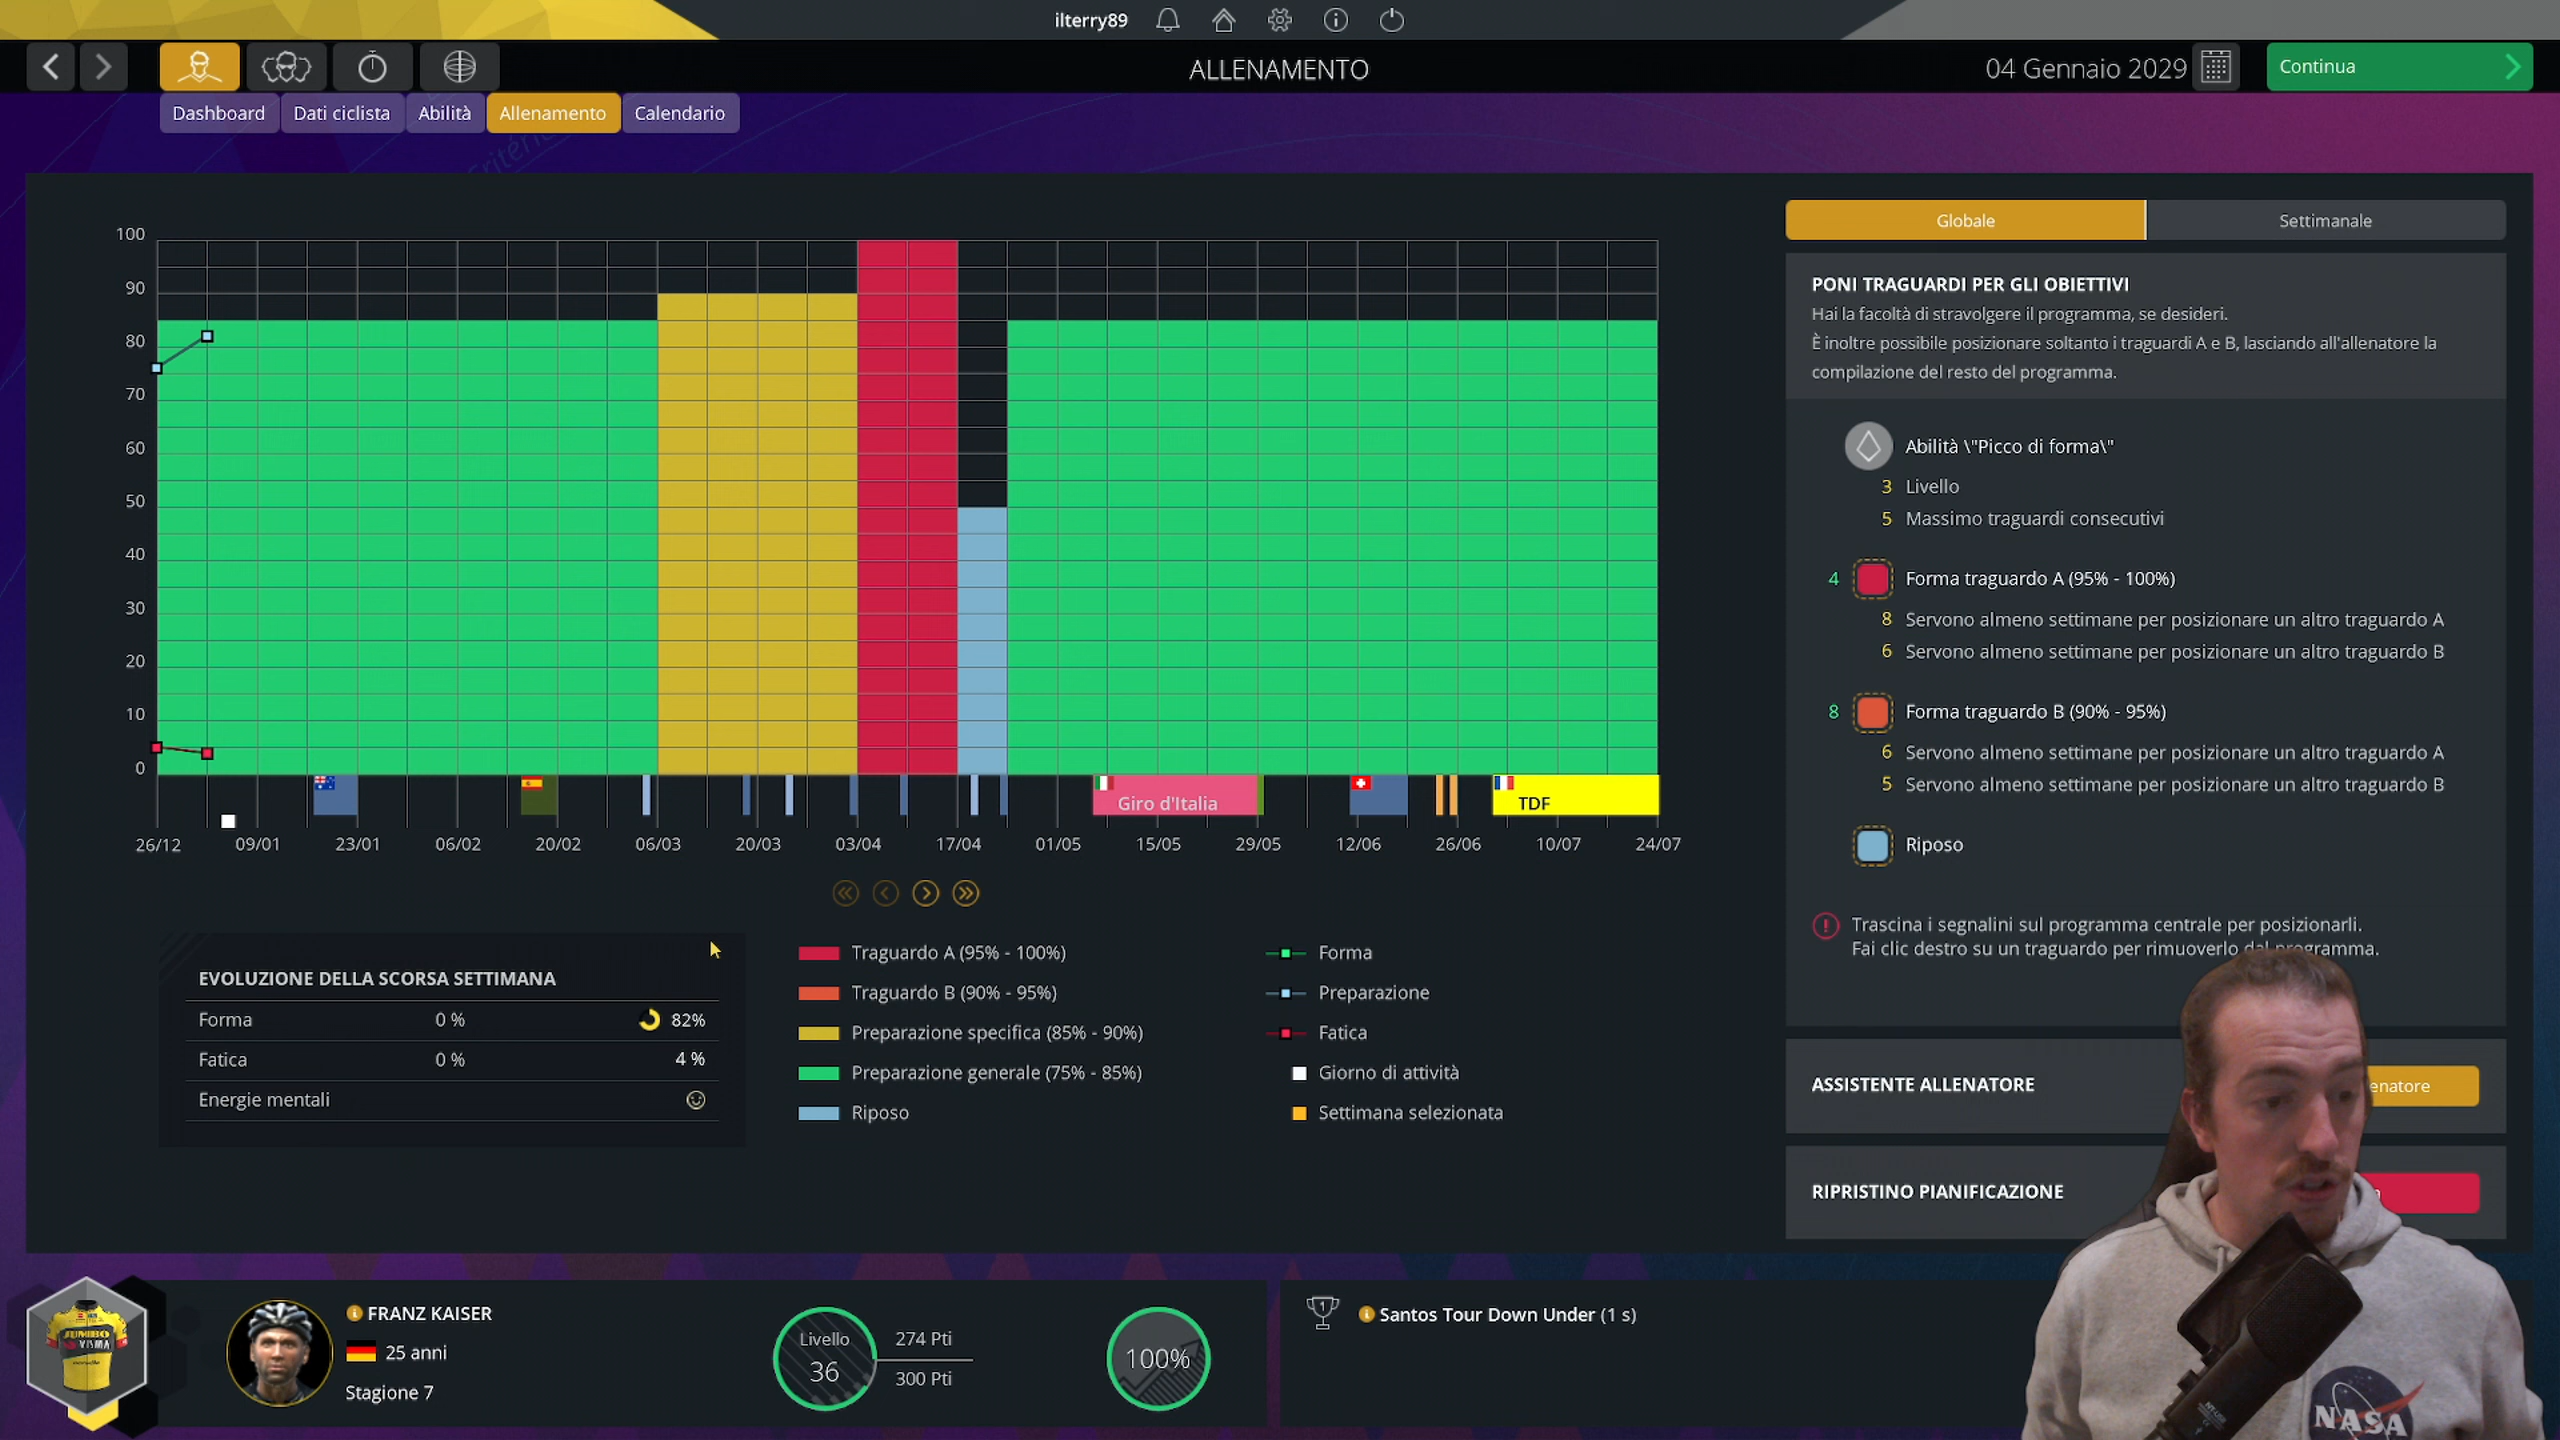 ilterry89
ALLENAMENTO
04 Gennaio 2029
Continua
Dashboard
Dati ciclista
Abilità
Allenamento
Calendario
100
90
80
70
60
50
40
30
20
10
0
Giro d'Italia
TDF
26/12
09/01
23/01
06/02
20/02
06/03
20/03
03/04
17/04
01/05
15/05
29/05
12/06
26/06
10/07
24/07
EVOLUZIONE DELLA SCORSA SETTIMANA
Forma 0 % 82%
Fatica 0 % 4 %
Energie mentali
Traguardo A (95% - 100%)
Traguardo B (90% - 95%)
Preparazione specifica (85% - 90%)
Preparazione generale (75% - 85%)
Riposo
Forma
Preparazione
Fatica
Giorno di attività
Settimana selezionata
Globale
Settimanale
PONI TRAGUARDI PER GLI OBIETTIVI
Hai la facoltà di stravolgere il programma, se desideri.
È inoltre possibile posizionare soltanto i traguardi A e B, lasciando all'allenatore la
compilazione del resto del programma.
Abilità \"Picco di forma\"
3 Livello
5 Massimo traguardi consecutivi
4 Forma traguardo A (95% - 100%)
8 Servono almeno settimane per posizionare un altro traguardo A
6 Servono almeno settimane per posizionare un altro traguardo B
8 Forma traguardo B (90% - 95%)
6 Servono almeno settimane per posizionare un altro traguardo A
5 Servono almeno settimane per posizionare un altro traguardo B
Riposo
Trascina i segnalini sul programma centrale per posizionarli.
Fai clic destro su un traguardo per rimuoverlo dal programma.
ASSISTENTE ALLENATORE
enatore
RIPRISTINO PIANIFICAZIONE
JUMBO
VISMA
FRANZ KAISER
25 anni
Stagione 7
Livello
36
274 Pti
300 Pti
100%
1
Santos Tour Down Under (1 s)
NASA